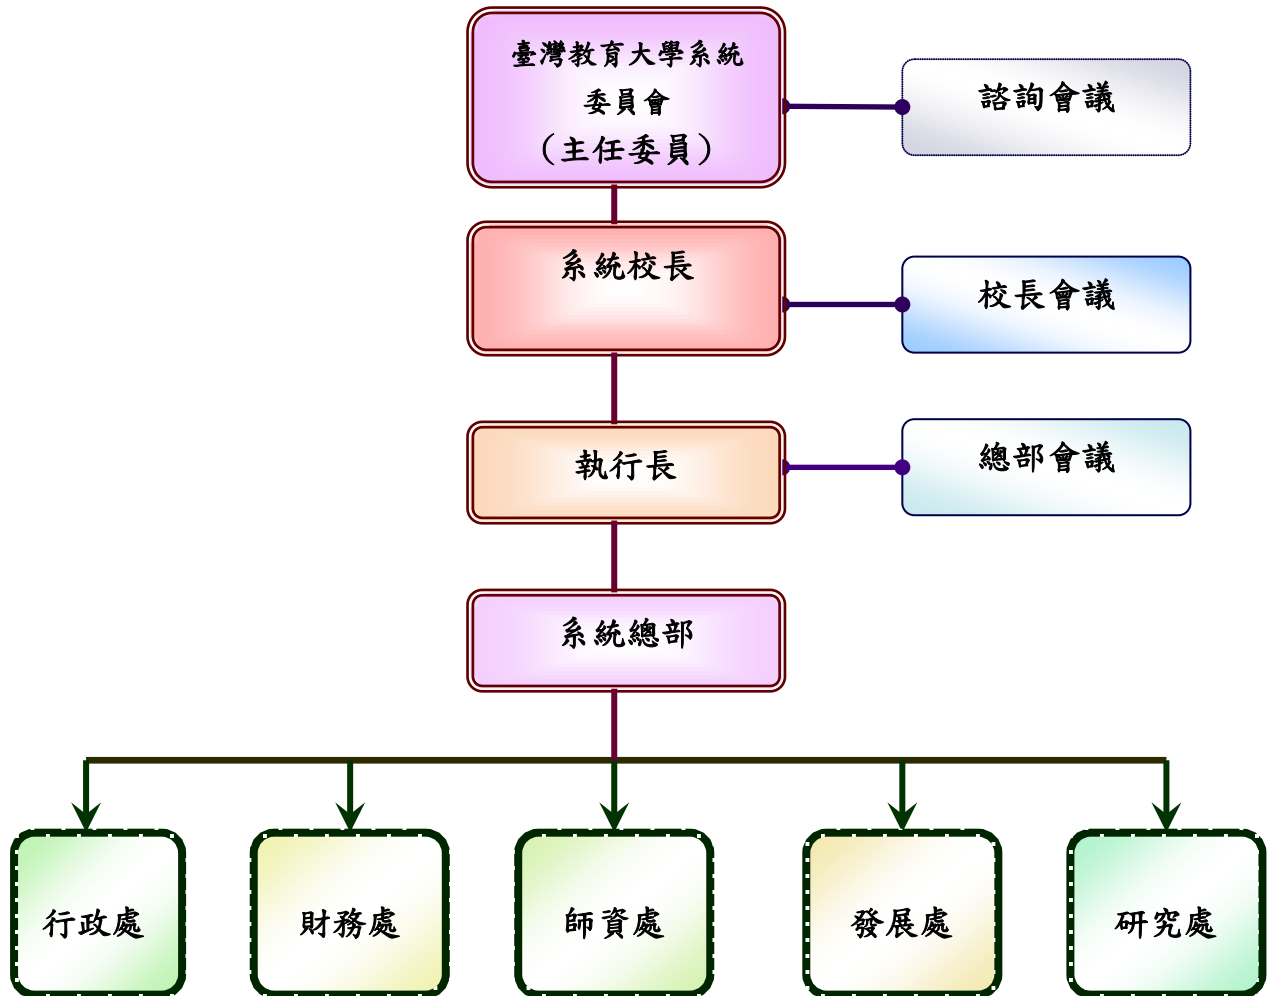 臺灣教育大學系統
委員會
（主任委員）
諮詢會議
系統校長
校長會議
執行長
總部會議
系統總部
行政處
財務處
師資處
發展處
研究處